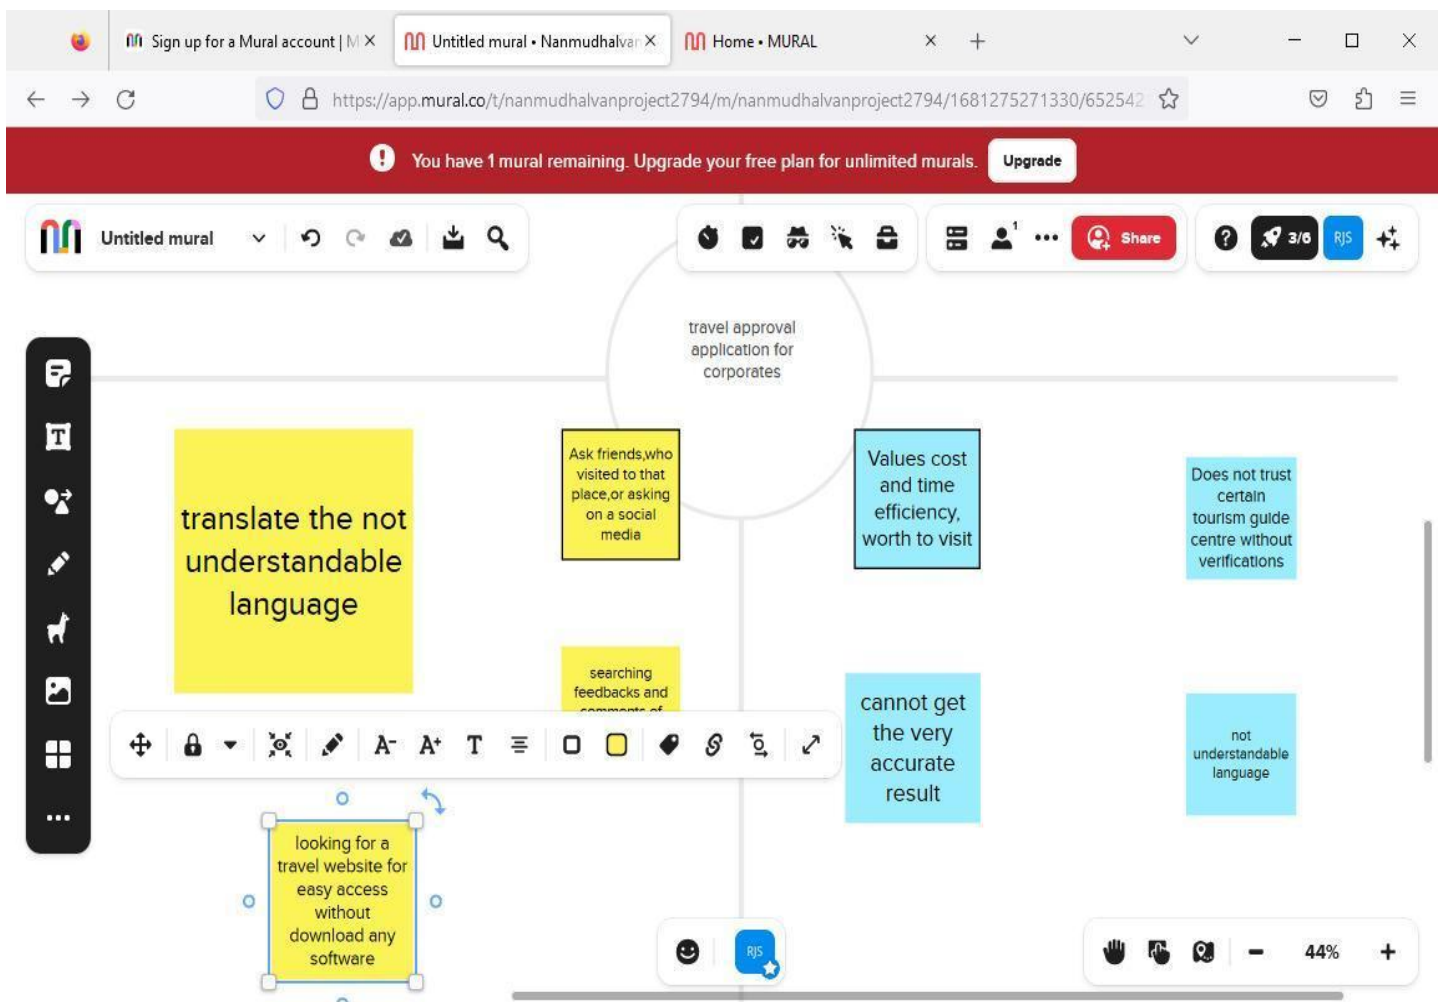 Sign up for a Mural account | M
Untitled mural • Nanmudhalvan
Home • MURAL
https://app.mural.co/t/nanmudhalvanproject2794/m/nanmudhalvanproject2794/1681275271330/652542
You have 1 mural remaining. Upgrade your free plan for unlimited murals.
Upgrade
Untitled mural
1
Share
3/6
RJS
travel approval
application for
corporates
translate the not
understandable
language
Ask friends,who
visited to that
place,or asking
on a social
media
Values cost
and time
efficiency,
worth to visit
Does not trust
certain
tourism guide
centre without
verifications
searching
feedbacks and
comments of
cannot get
the very
accurate
result
not
understandable
language
A- A+ T
looking for a
travel website for
easy access
without
download any
software
RJS
44%